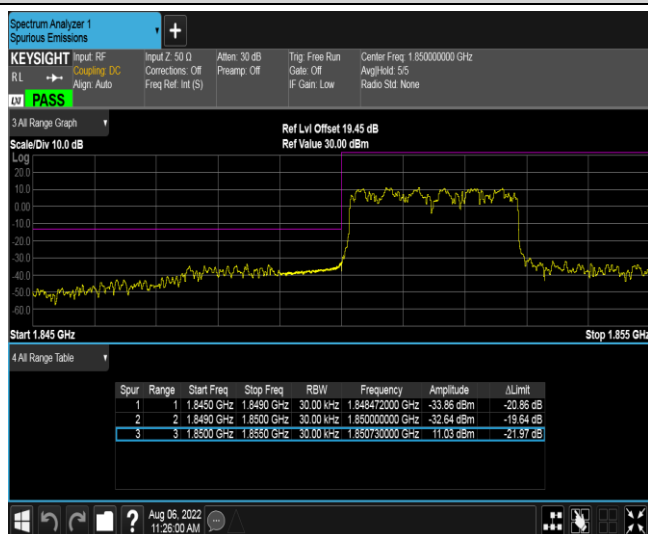 Spectrum Analyzer 1
Spurious Emissions
+
KEYSIGHT Input: RF Input Z: 50 Ω Atten: 30 dB Trig: Free Run Center Freq: 1.850000000 GHz
RL Coupling: DC Corrections: Off Preamp: Off Gate: Off Avg|Hold: 5/5
Align: Auto Freq Ref: Int (S) IF Gain: Low Radio Std: None
LXI PASS
3 All Range Graph
Ref Lvl Offset 19.45 dB
Scale/Div 10.0 dB Ref Value 30.00 dBm
Log
20.0
10.0
0.00
-10.0
-20.0
-30.0
-40.0
-50.0
-60.0
Start 1.845 GHz Stop 1.855 GHz
4 All Range Table
Spur Range Start Freq Stop Freq RBW Frequency Amplitude ΔLimit
1 1 1.8450 GHz 1.8490 GHz 30.00 kHz 1.848472000 GHz -33.86 dBm -20.86 dB
2 2 1.8490 GHz 1.8500 GHz 30.00 kHz 1.850000000 GHz -32.64 dBm -19.64 dB
3 3 1.8500 GHz 1.8550 GHz 30.00 kHz 1.850730000 GHz 11.03 dBm -21.97 dB
? Aug 06, 2022
11:26:00 AM